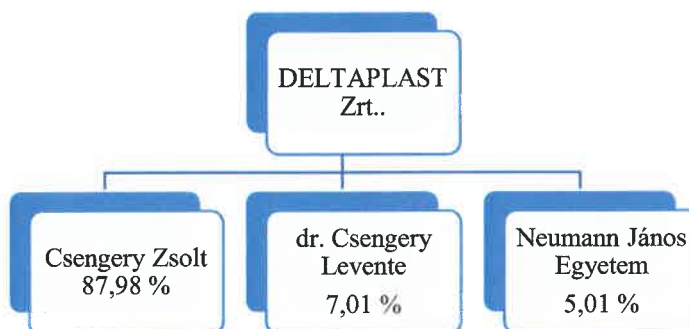 DELTAPLAST
Zrt..
Csengery Zsolt
87,98 %
dr. Csengery
Levente
7,01 %
Neumann János
Egyetem
5,01 %